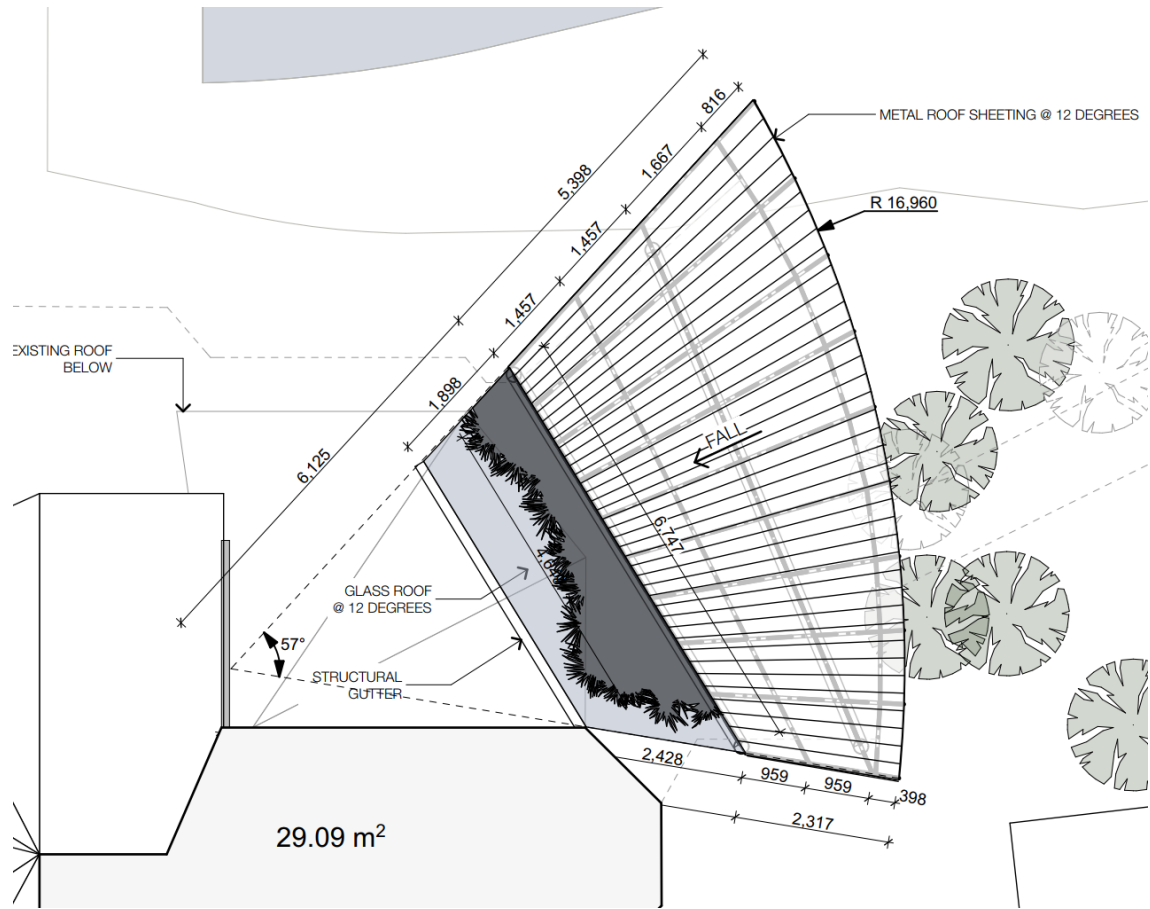 816
METAL ROOF SHEETING @ 12 DEGREES
1,667
5,398
R 16,960
1,457
1,457
EXISTING ROOF
BELOW
1,898
FALL
6,125
6,747
GLASS ROOF
@ 12 DEGREES
57°
STRUCTURAL
GUTTER
2,428
959
959
398
2,317
29.09 m²